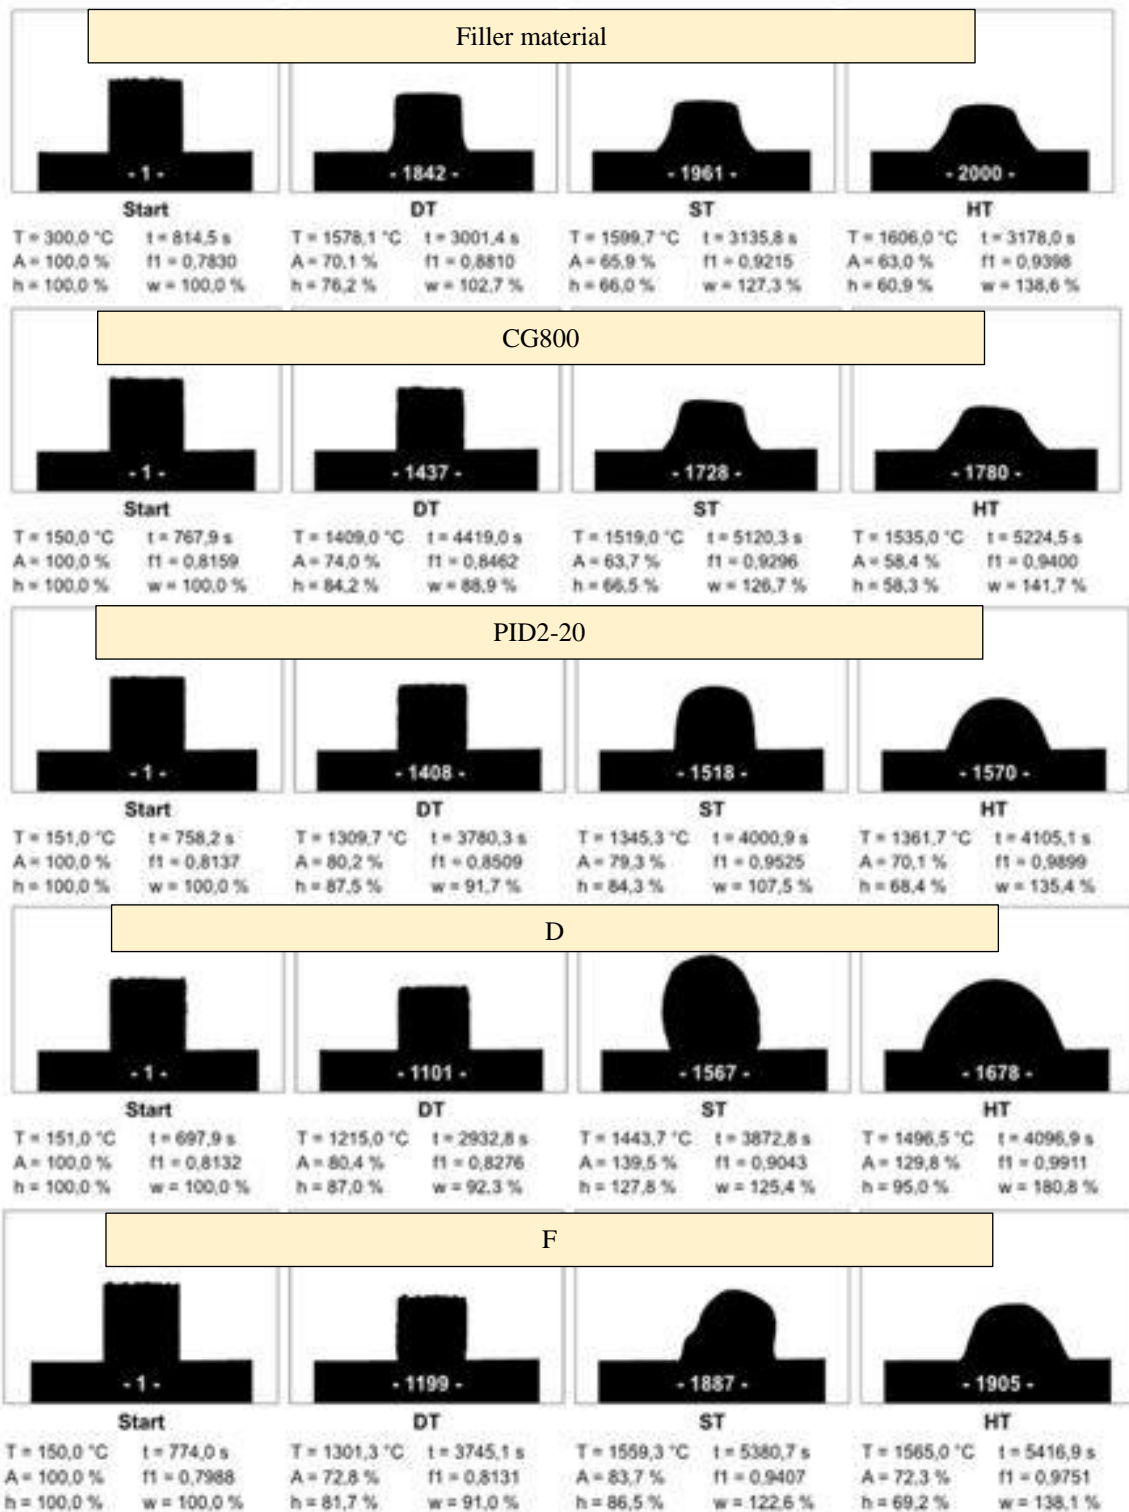 Filler material
- 1 - - 1842 - - 1961 - - 2000 -
Start DT ST HT
T = 300,0 °C t = 814,5 s T = 1578,1 °C t = 3001,4 s T = 1599,7 °C t = 3135,8 s T = 1606,0 °C t = 3178,0 s
A = 100,0 % f1 = 0,7830 A = 70,1 % f1 = 0,8810 A = 65,9 % f1 = 0,9215 A = 63,0 % f1 = 0,9398
h = 100,0 % w = 100,0 % h = 76,2 % w = 102,7 % h = 66,0 % w = 127,3 % h = 60,9 % w = 138,6 %
CG800
- 1 - - 1437 - - 1728 - - 1780 -
Start DT ST HT
T = 150,0 °C t = 767,9 s T = 1409,0 °C t = 4419,0 s T = 1519,0 °C t = 5120,3 s T = 1535,0 °C t = 5224,5 s
A = 100,0 % f1 = 0,8159 A = 74,0 % f1 = 0,8462 A = 63,7 % f1 = 0,9296 A = 58,4 % f1 = 0,9400
h = 100,0 % w = 100,0 % h = 84,2 % w = 88,9 % h = 66,5 % w = 126,7 % h = 58,3 % w = 141,7 %
PID2-20
- 1 - - 1408 - - 1518 - - 1570 -
Start DT ST HT
T = 151,0 °C t = 758,2 s T = 1309,7 °C t = 3780,3 s T = 1345,3 °C t = 4000,9 s T = 1361,7 °C t = 4105,1 s
A = 100,0 % f1 = 0,8137 A = 80,2 % f1 = 0,8509 A = 79,3 % f1 = 0,9525 A = 70,1 % f1 = 0,9899
h = 100,0 % w = 100,0 % h = 87,5 % w = 91,7 % h = 84,3 % w = 107,5 % h = 68,4 % w = 135,4 %
D
- 1 - - 1101 - - 1567 - - 1678 -
Start DT ST HT
T = 151,0 °C t = 697,9 s T = 1215,0 °C t = 2932,8 s T = 1443,7 °C t = 3872,8 s T = 1496,5 °C t = 4096,9 s
A = 100,0 % f1 = 0,8132 A = 80,4 % f1 = 0,8276 A = 139,5 % f1 = 0,9043 A = 129,8 % f1 = 0,9911
h = 100,0 % w = 100,0 % h = 87,0 % w = 92,3 % h = 127,8 % w = 125,4 % h = 95,0 % w = 180,8 %
F
- 1 - - 1199 - - 1887 - - 1905 -
Start DT ST HT
T = 150,0 °C t = 774,0 s T = 1301,3 °C t = 3745,1 s T = 1559,3 °C t = 5380,7 s T = 1565,0 °C t = 5416,9 s
A = 100,0 % f1 = 0,7988 A = 72,8 % f1 = 0,8131 A = 83,7 % f1 = 0,9407 A = 72,3 % f1 = 0,9751
h = 100,0 % w = 100,0 % h = 81,7 % w = 91,0 % h = 86,5 % w = 122,6 % h = 69,2 % w = 138,1 %